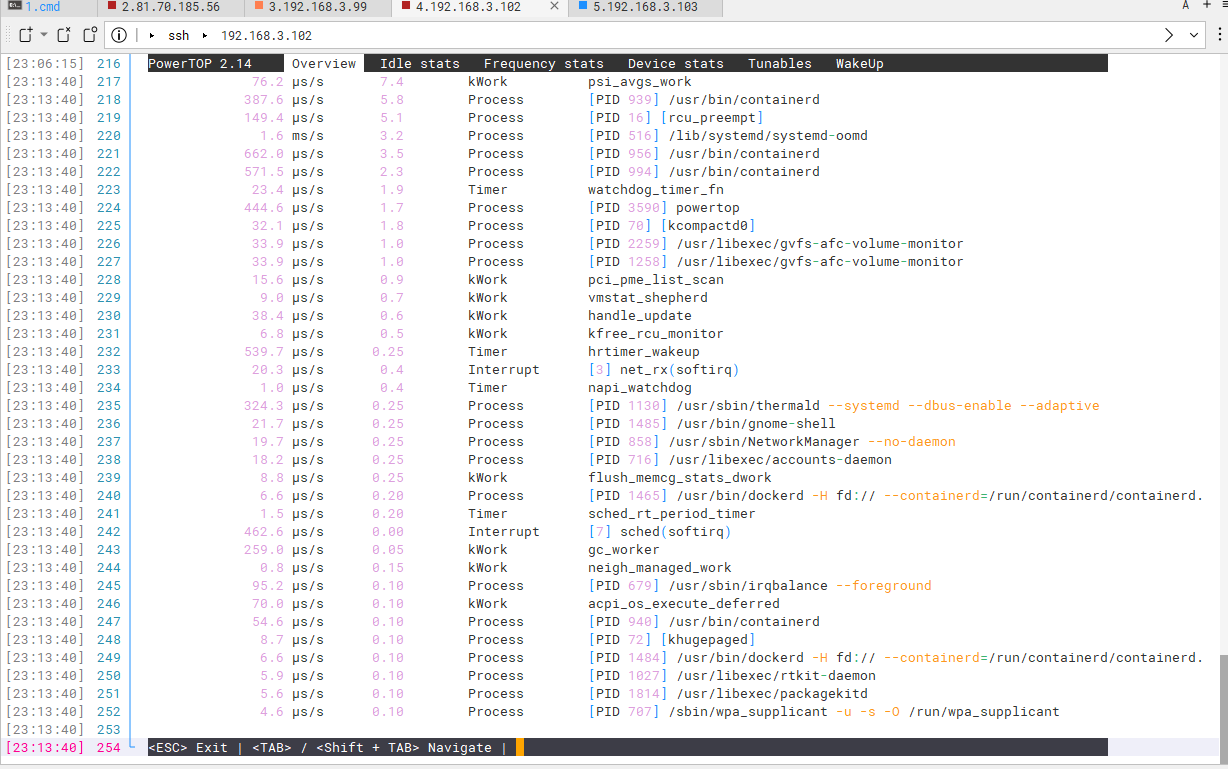 1.cmd 2.81.70.185.56 3.192.168.3.99 4.192.168.3.102 5.192.168.3.103 A
ssh 192.168.3.102
[23:06:15] 216 PowerTOP 2.14 Overview Idle stats Frequency stats Device stats Tunables WakeUp
[23:13:40] 217 76.2 µs/s 7.4 kWork psi_avgs_work
[23:13:40] 218 387.6 µs/s 5.8 Process [PID 939] /usr/bin/containerd
[23:13:40] 219 149.4 µs/s 5.1 Process [PID 16] [rcu_preempt]
[23:13:40] 220 1.6 ms/s 3.2 Process [PID 516] /lib/systemd/systemd-oomd
[23:13:40] 221 662.0 µs/s 3.5 Process [PID 956] /usr/bin/containerd
[23:13:40] 222 571.5 µs/s 2.3 Process [PID 994] /usr/bin/containerd
[23:13:40] 223 23.4 µs/s 1.9 Timer watchdog_timer_fn
[23:13:40] 224 444.6 µs/s 1.7 Process [PID 3590] powertop
[23:13:40] 225 32.1 µs/s 1.8 Process [PID 70] [kcompactd0]
[23:13:40] 226 33.9 µs/s 1.0 Process [PID 2259] /usr/libexec/gvfs-afc-volume-monitor
[23:13:40] 227 33.9 µs/s 1.0 Process [PID 1258] /usr/libexec/gvfs-afc-volume-monitor
[23:13:40] 228 15.6 µs/s 0.9 kWork pci_pme_list_scan
[23:13:40] 229 9.0 µs/s 0.7 kWork vmstat_shepherd
[23:13:40] 230 38.4 µs/s 0.6 kWork handle_update
[23:13:40] 231 6.8 µs/s 0.5 kWork kfree_rcu_monitor
[23:13:40] 232 539.7 µs/s 0.25 Timer hrtimer_wakeup
[23:13:40] 233 20.3 µs/s 0.4 Interrupt [3] net_rx(softirq)
[23:13:40] 234 1.0 µs/s 0.4 Timer napi_watchdog
[23:13:40] 235 324.3 µs/s 0.25 Process [PID 1130] /usr/sbin/thermald --systemd --dbus-enable --adaptive
[23:13:40] 236 21.7 µs/s 0.25 Process [PID 1485] /usr/bin/gnome-shell
[23:13:40] 237 19.7 µs/s 0.25 Process [PID 858] /usr/sbin/NetworkManager --no-daemon
[23:13:40] 238 18.2 µs/s 0.25 Process [PID 716] /usr/libexec/accounts-daemon
[23:13:40] 239 8.8 µs/s 0.25 kWork flush_memcg_stats_dwork
[23:13:40] 240 6.6 µs/s 0.20 Process [PID 1465] /usr/bin/dockerd -H fd:// --containerd=/run/containerd/containerd.
[23:13:40] 241 1.5 µs/s 0.20 Timer sched_rt_period_timer
[23:13:40] 242 462.6 µs/s 0.00 Interrupt [7] sched(softirq)
[23:13:40] 243 259.0 µs/s 0.05 kWork gc_worker
[23:13:40] 244 0.8 µs/s 0.15 kWork neigh_managed_work
[23:13:40] 245 95.2 µs/s 0.10 Process [PID 679] /usr/sbin/irqbalance --foreground
[23:13:40] 246 70.0 µs/s 0.10 kWork acpi_os_execute_deferred
[23:13:40] 247 54.6 µs/s 0.10 Process [PID 940] /usr/bin/containerd
[23:13:40] 248 8.7 µs/s 0.10 Process [PID 72] [khugepaged]
[23:13:40] 249 6.6 µs/s 0.10 Process [PID 1484] /usr/bin/dockerd -H fd:// --containerd=/run/containerd/containerd.
[23:13:40] 250 5.9 µs/s 0.10 Process [PID 1027] /usr/libexec/rtkit-daemon
[23:13:40] 251 5.6 µs/s 0.10 Process [PID 1814] /usr/libexec/packagekitd
[23:13:40] 252 4.6 µs/s 0.10 Process [PID 707] /sbin/wpa_supplicant -u -s -O /run/wpa_supplicant
[23:13:40] 253
[23:13:40] 254 <ESC> Exit | <TAB> / <Shift + TAB> Navigate |